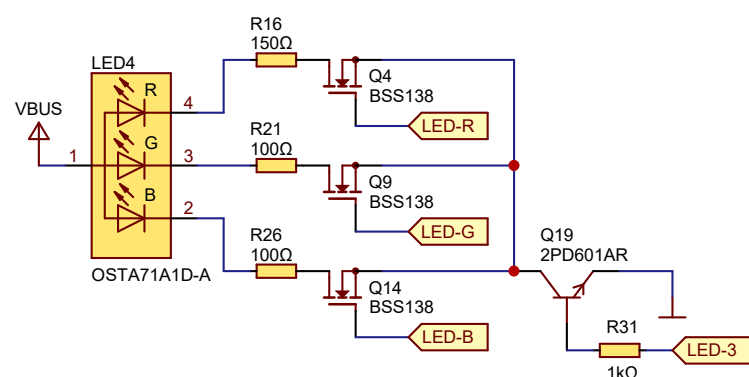 R16
150Ω
LED4
Q4
BSS138
R
4
VBUS
LED-R
R21
100Ω
G
1
3
Q9
BSS138
B
2
LED-G
R26
100Ω
Q19
2PD601AR
OSTA71A1D-A
Q14
BSS138
R31
LED-B
LED-3
1kΩ